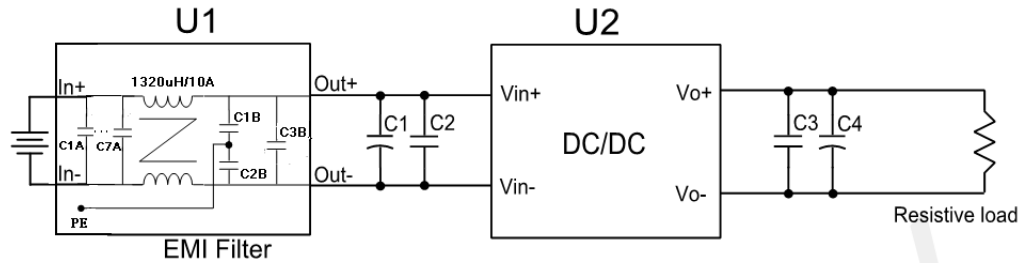 U1
U2
1320uH/10A
In+
Out+
C1A
...
C7A
C1B
C3B
C2B
In-
Out-
PE
EMI Filter
C1
C2
Vin+
Vin-
DC/DC
Vo+
Vo-
C3
C4
Resistive load